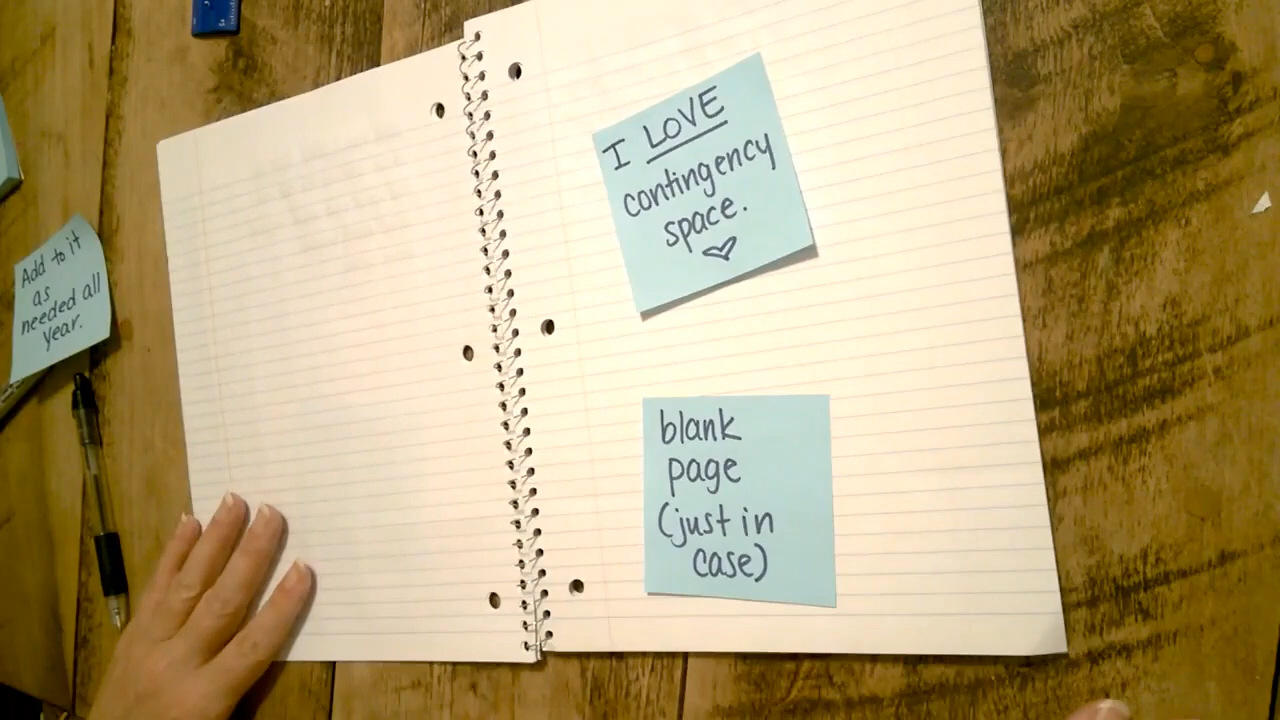 Add to it
as
needed all
year.
I LOVE
contingency
space.
blank
page
(just in
case)